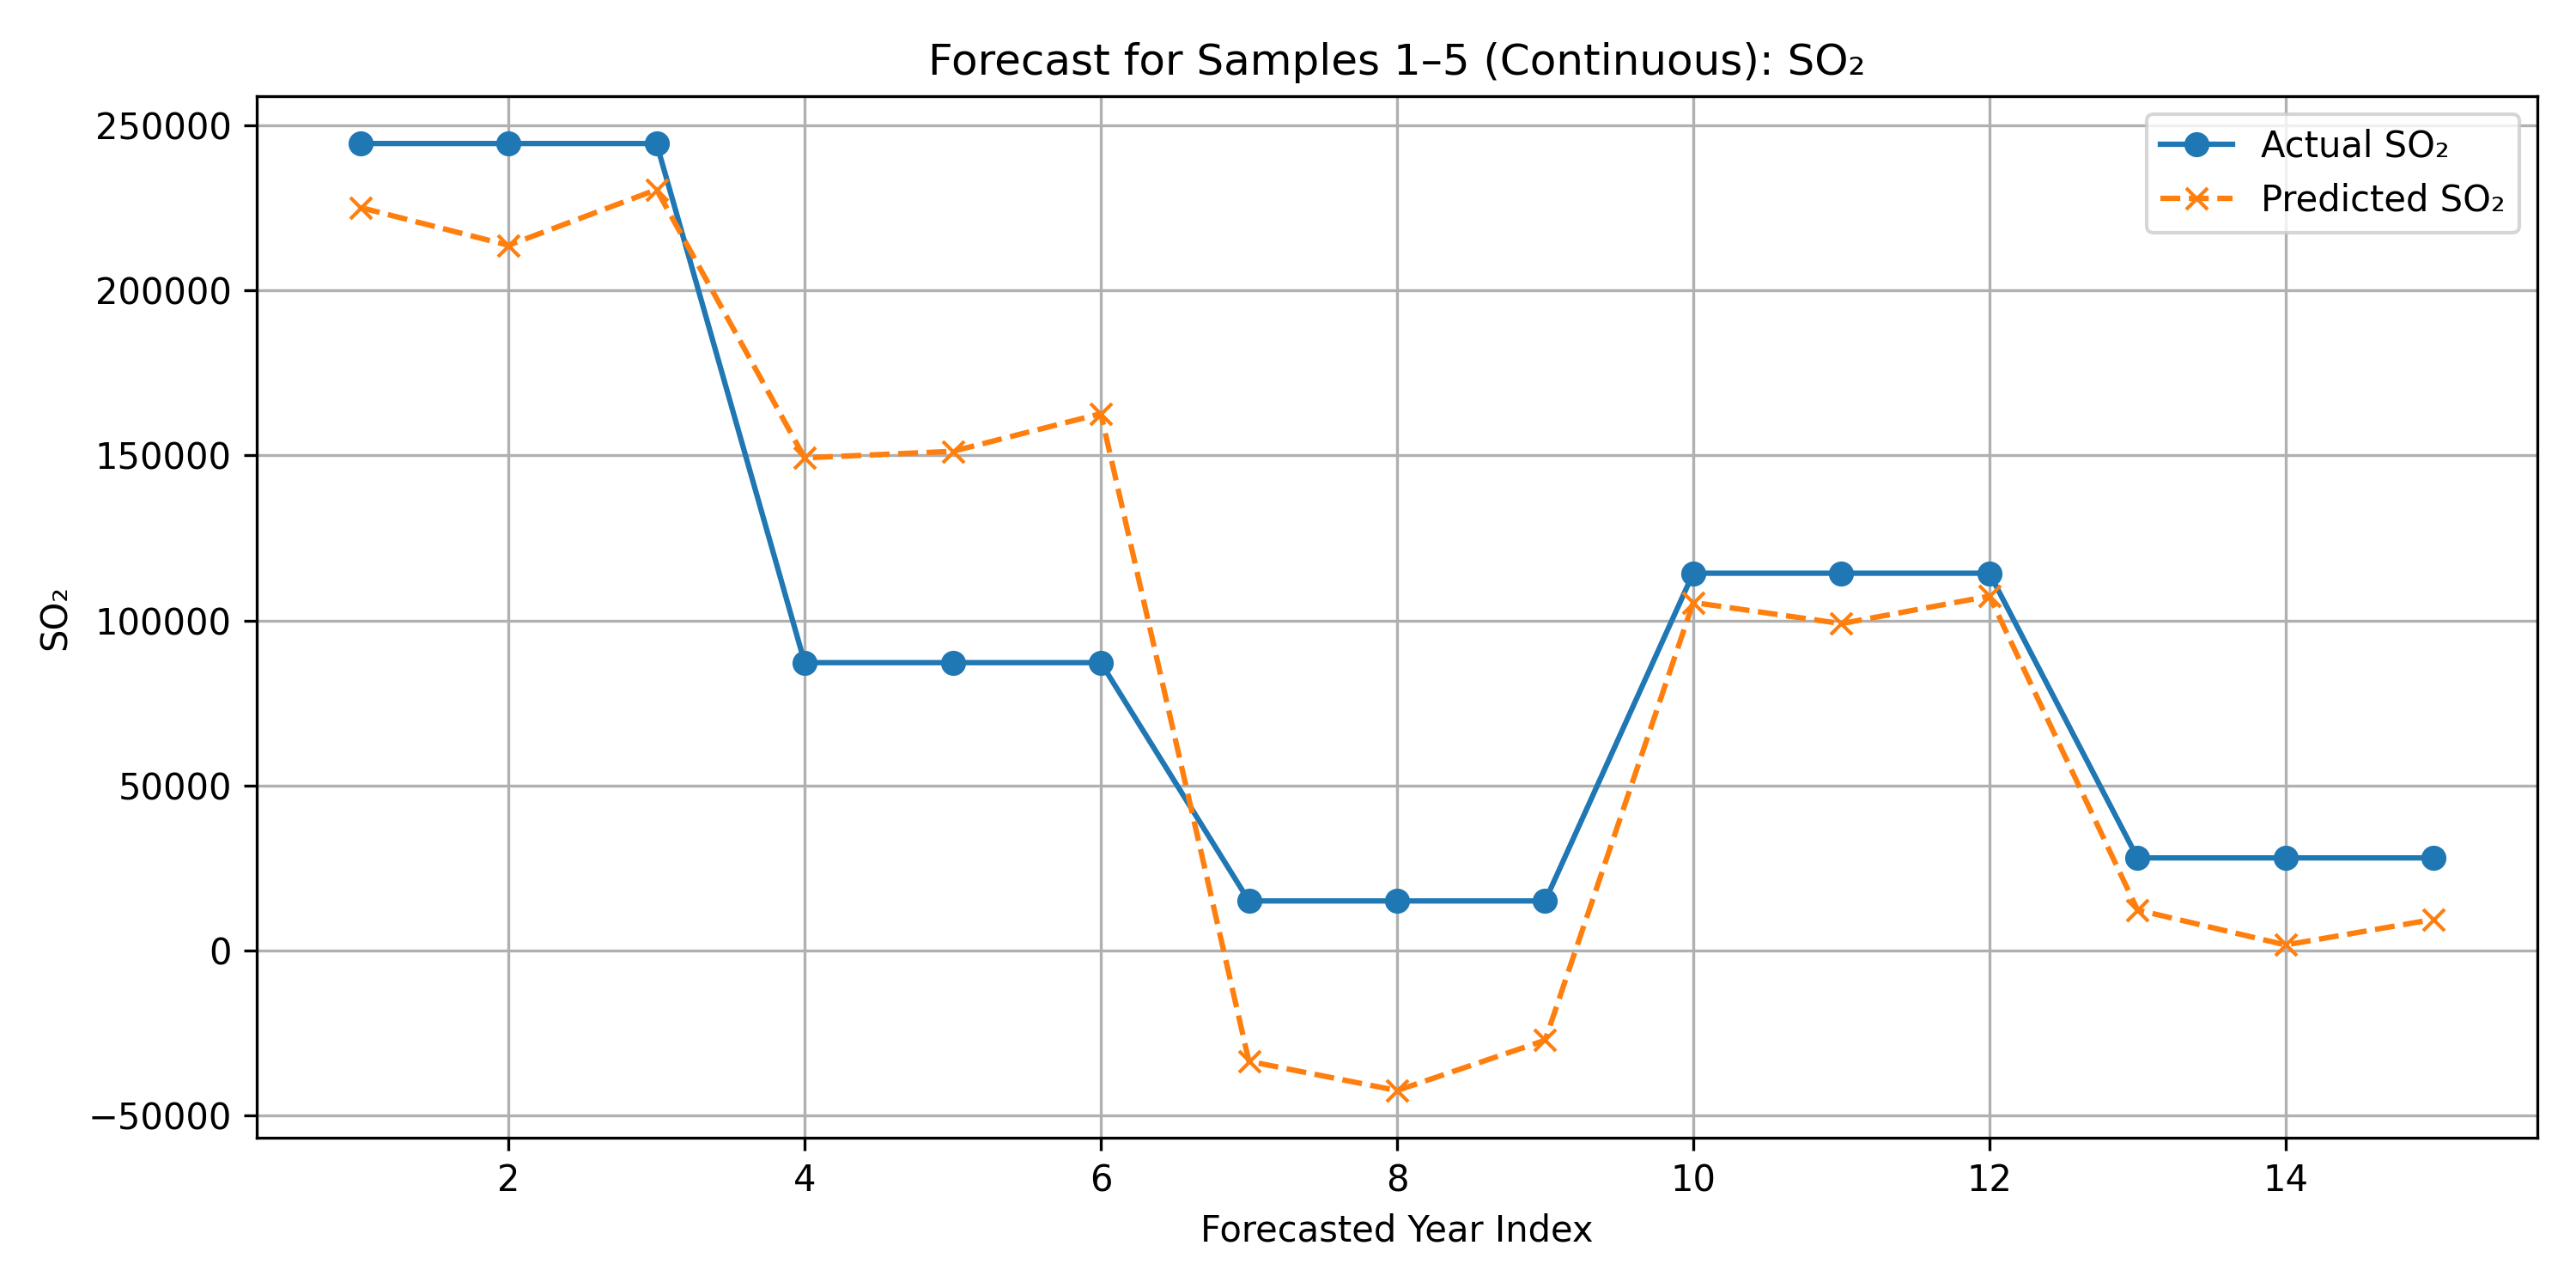 Forecast for Samples 1–5 (Continuous): SO₂
250000
200000
150000
100000
50000
0
−50000
SO₂
Actual SO₂
Predicted SO₂
2 4 6 8 10 12 14
Forecasted Year Index